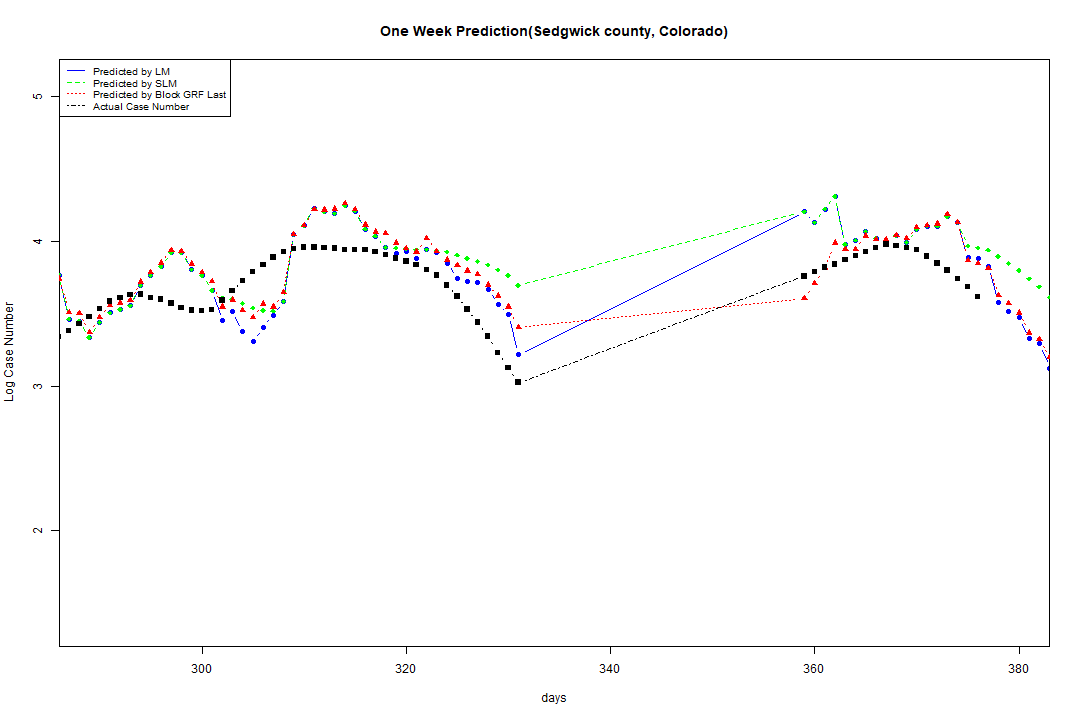 One Week Prediction(Sedgwick county, Colorado)
Predicted by LM
Predicted by SLM
Predicted by Block GRF Last
Actual Case Number
5
4
3
2
Log Case Number
300 320 340 360 380
days